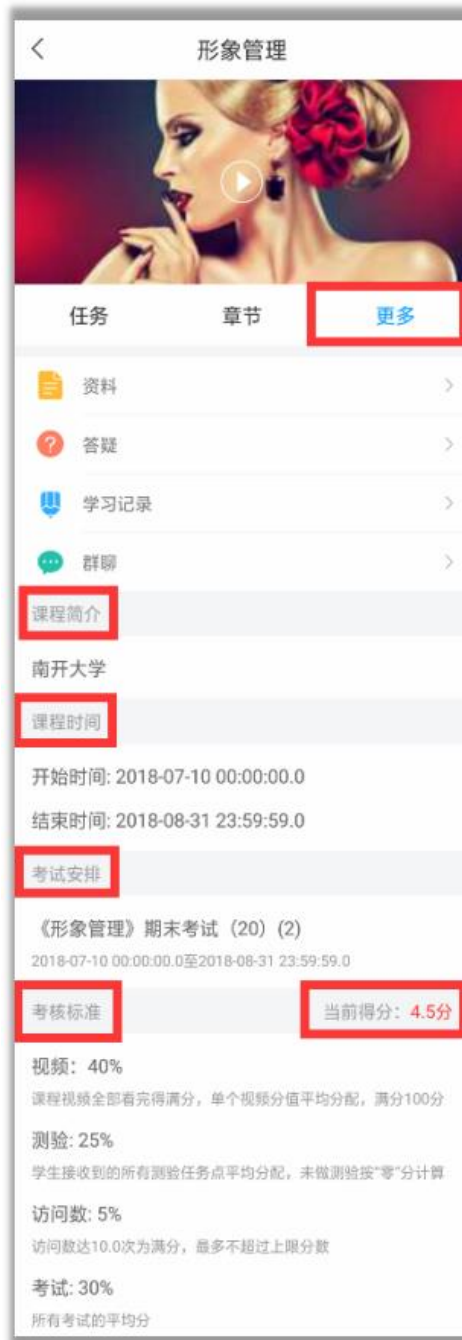 形象管理
任务 章节 更多
资料
答疑
学习记录
群聊
课程简介
南开大学
课程时间
开始时间: 2018-07-10 00:00:00.0
结束时间: 2018-08-31 23:59:59.0
考试安排
《形象管理》期末考试（20）(2)
2018-07-10 00:00:00.0至2018-08-31 23:59:59.0
考核标准 当前得分：4.5分
视频：40%
课程视频全部看完得满分，单个视频分值平均分配，满分100分
测验: 25%
学生接收到的所有测验任务点平均分配，未做测验按“零”分计算
访问数: 5%
访问数达10.0次为满分，最多不超过上限分数
考试: 30%
所有考试的平均分